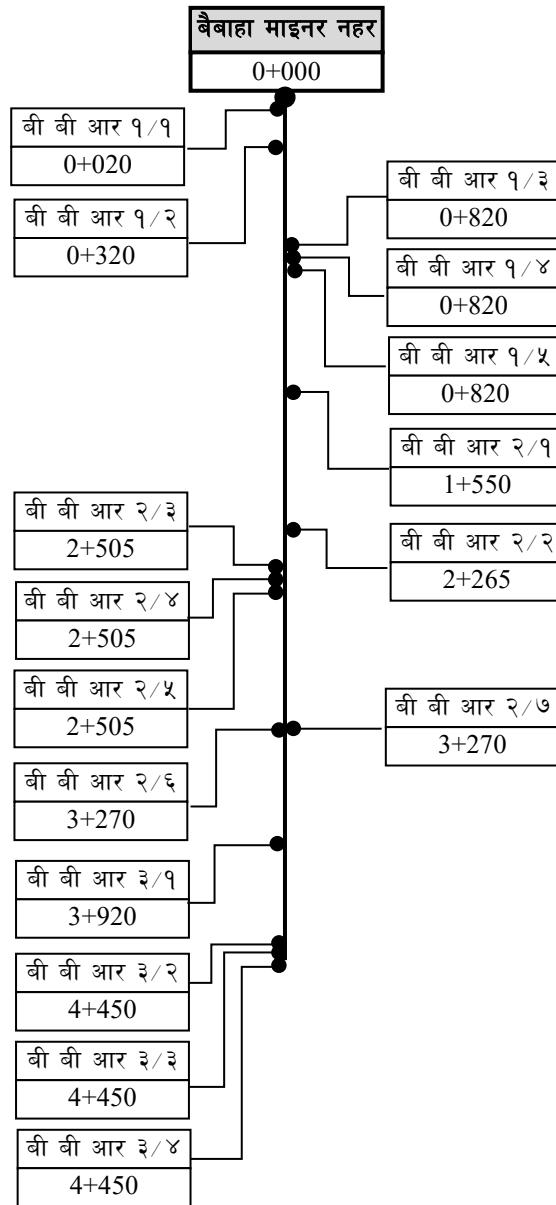 बैबाहा माइनर नहर
0+000
बी बी आर १/१
0+020
बी बी आर १/२
0+320
बी बी आर १/३
0+820
बी बी आर १/४
0+820
बी बी आर १/५
0+820
बी बी आर २/१
1+550
बी बी आर २/२
2+265
बी बी आर २/३
2+505
बी बी आर २/४
2+505
बी बी आर २/५
2+505
बी बी आर २/६
3+270
बी बी आर २/७
3+270
बी बी आर ३/१
3+920
बी बी आर ३/२
4+450
बी बी आर ३/३
4+450
बी बी आर ३/४
4+450